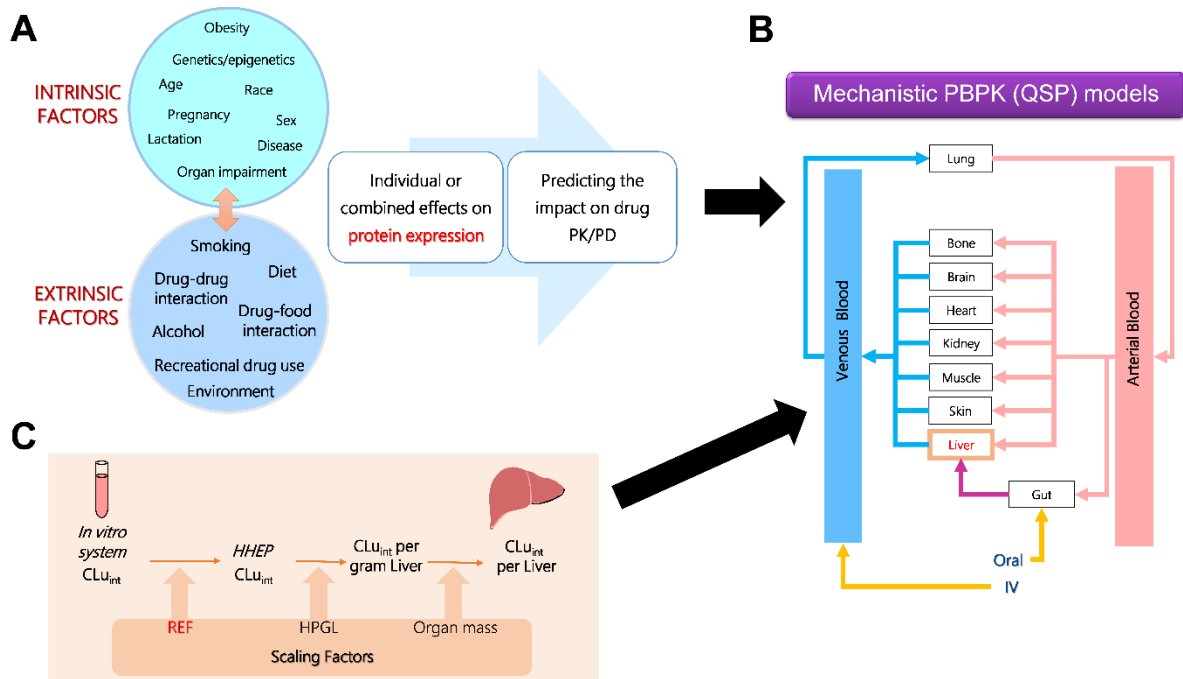 A
INTRINSIC
FACTORS
Obesity
Genetics/epigenetics
Age
Race
Pregnancy
Sex
Lactation
Disease
Organ impairment
EXTRINSIC
FACTORS
Smoking
Diet
Drug-drug
interaction
Drug-food
interaction
Alcohol
Recreational drug use
Environment
Individual or
combined effects on
protein expression
Predicting the
impact on drug
PK/PD
B
Mechanistic PBPK (QSP) models
Venous Blood
Arterial Blood
Lung
Bone
Brain
Heart
Kidney
Muscle
Skin
Liver
Gut
Oral
IV
C
In vitro
system
CLuint
HHEP
CLuint
CLuint per
gram Liver
CLuint
per Liver
REF
HPGL
Organ mass
Scaling Factors